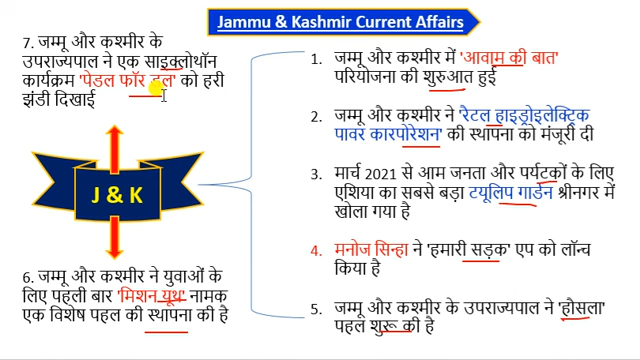 Jammu & Kashmir Current Affairs
7. जम्मू और कश्मीर के
उपराज्यपाल ने एक साइक्लोथॉन
कार्यक्रम 'पेडल फॉर डल' को हरी
झंडी दिखाई
J & K
6. जम्मू और कश्मीर ने युवाओं के
लिए पहली बार 'मिशन यूथ' नामक
एक विशेष पहल की स्थापना की है
1. जम्मू और कश्मीर में 'आवाम की बात'
परियोजना की शुरुआत हुई
2. जम्मू और कश्मीर ने 'रैटल हाइड्रोइलेक्ट्रिक
पावर कारपोरेशन' की स्थापना को मंजूरी दी
3. मार्च 2021 से आम जनता और पर्यटकों के लिए
एशिया का सबसे बड़ा टयूलिप गार्डन श्रीनगर में
खोला गया है
4. मनोज सिन्हा ने 'हमारी सड़क' एप को लॉन्च
किया है
5. जम्मू और कश्मीर के उपराज्यपाल ने 'हौसला'
पहल शुरू की है